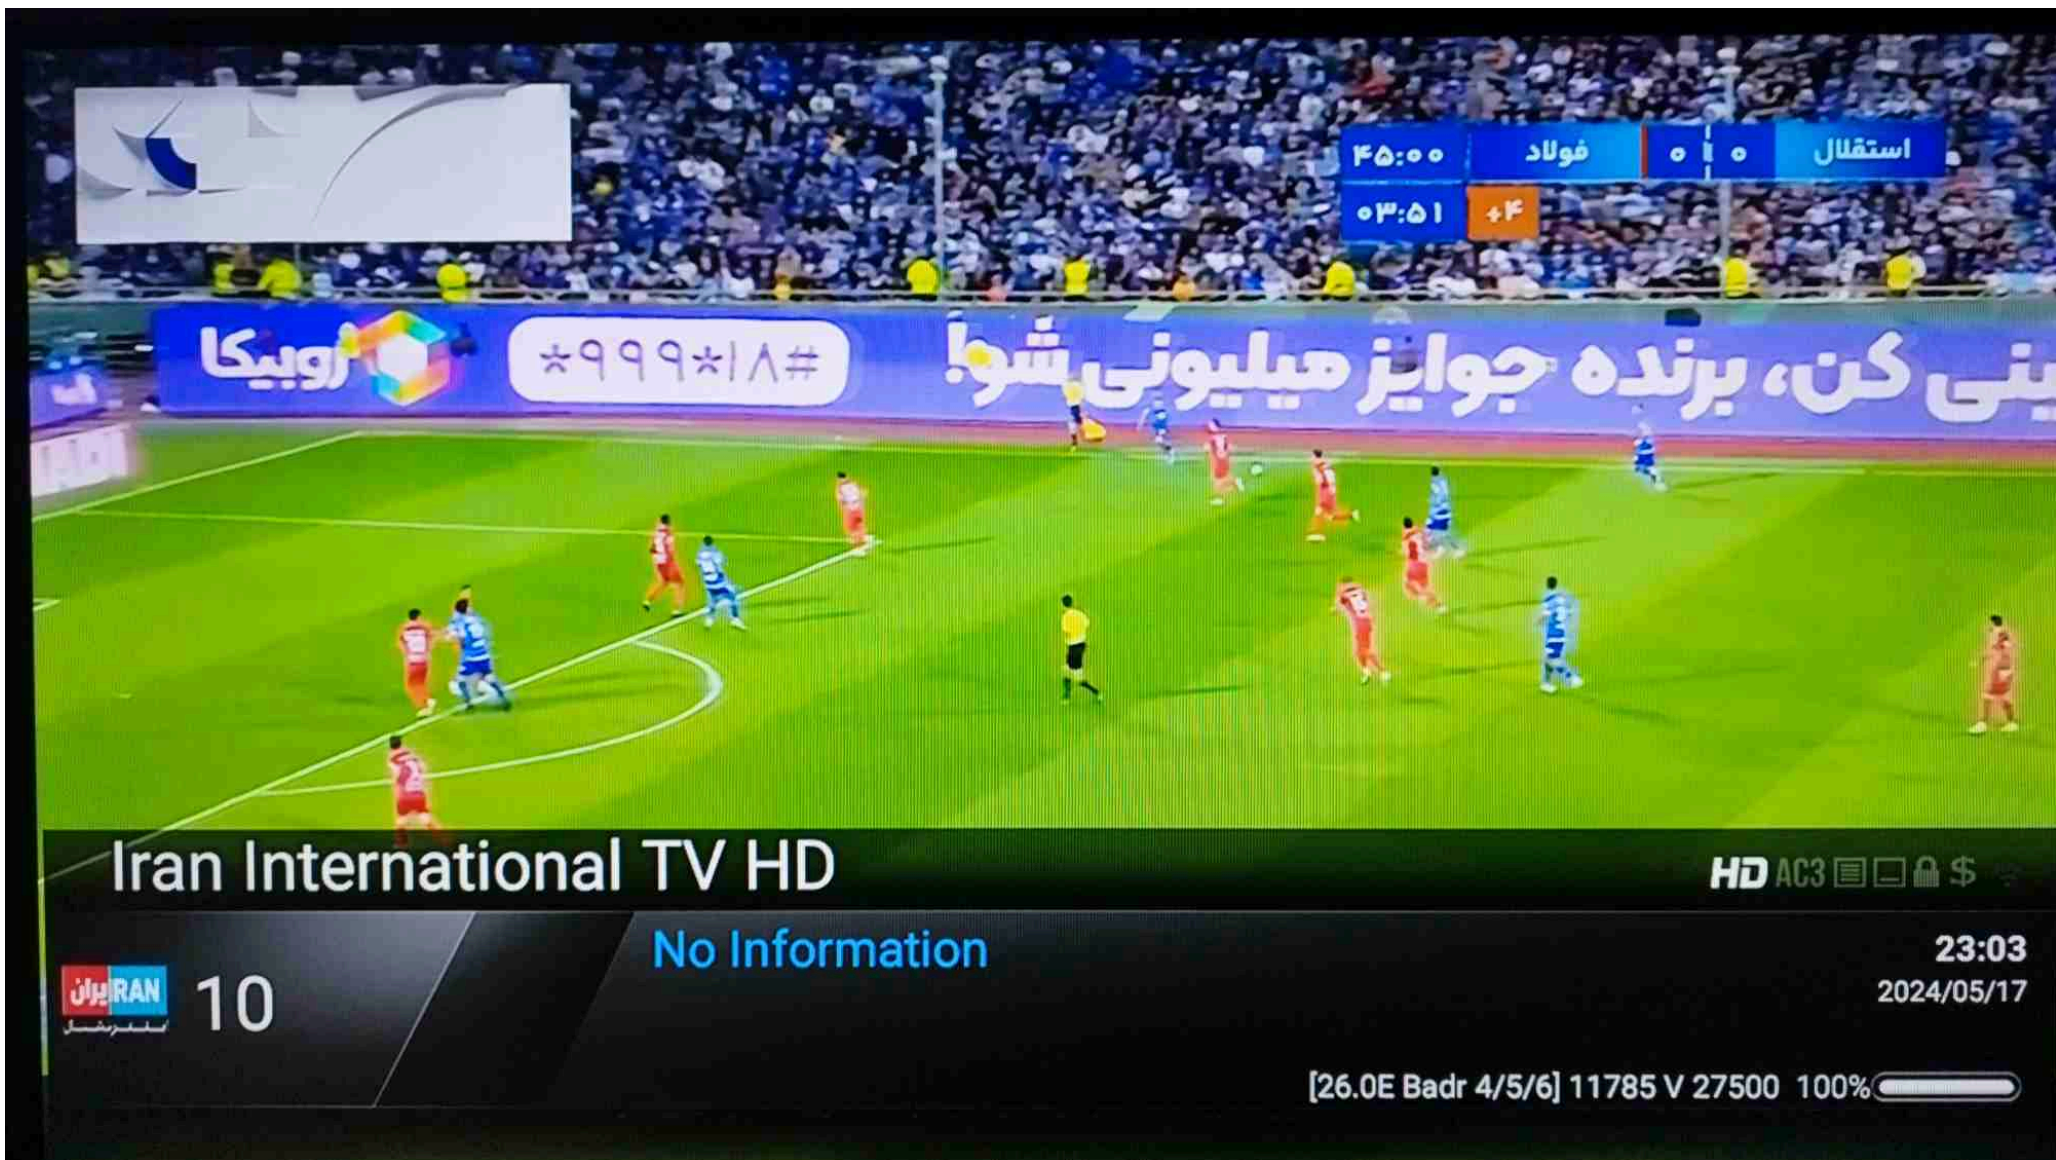 استقلال ۰ ۰ فولاد ۴۵:۰۰
+۴ ۰۳:۵۱
ینی کن، برنده جوایز میلیونی شو! *۹۹۹*۱۸# روبیکا
Iran International TV HD
HD AC3 $
No Information
23:03
2024/05/17
ایران IRAN
اینترنشنال
10
[26.0E Badr 4/5/6] 11785 V 27500 100%